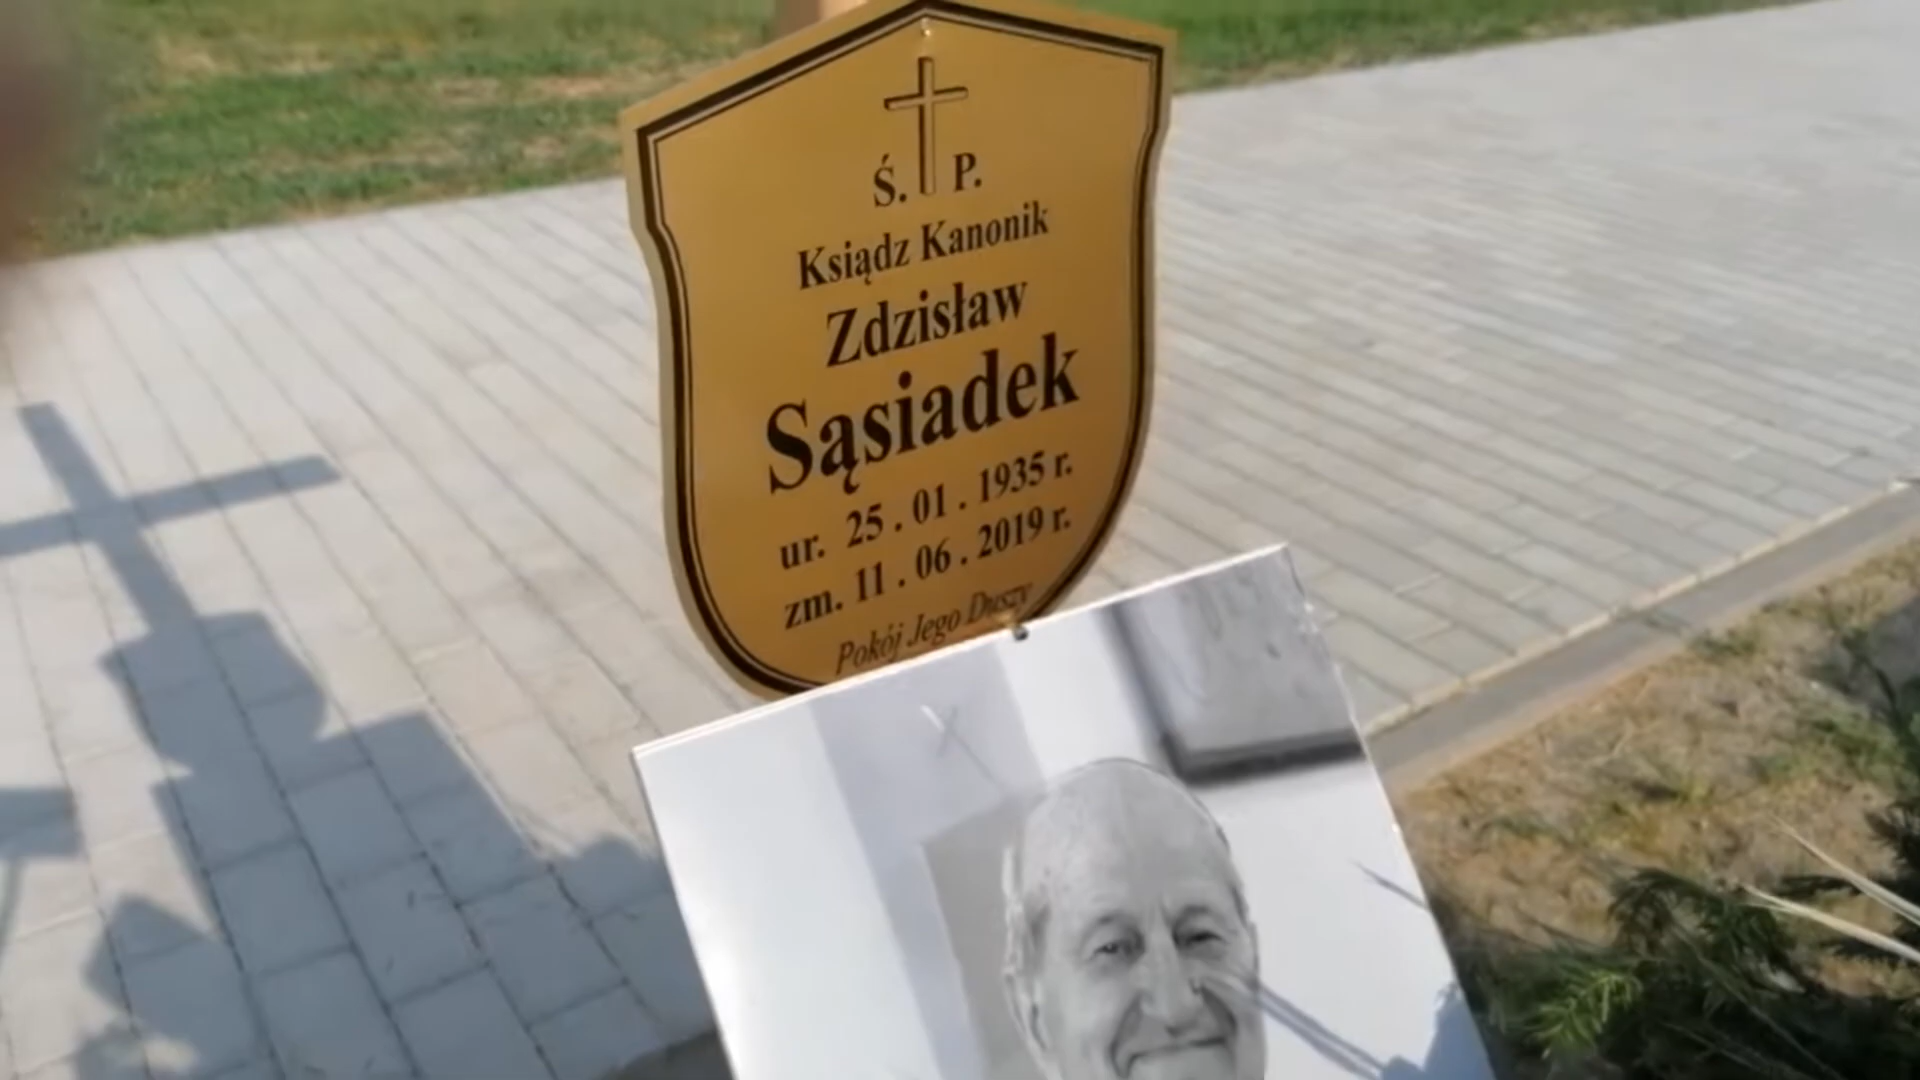 Ś. P.
Ksiądz Kanonik
Zdzisław
Sąsiadek
ur. 25 . 01 . 1935 r.
zm. 11 . 06 . 2019 r.
Pokój Jego Duszy